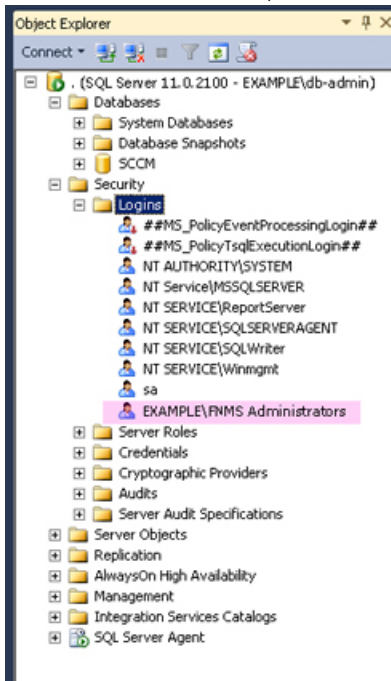 Object Explorer
Connect
. (SQL Server 11.0.2100 - EXAMPLE\db-admin)
Databases
System Databases
Database Snapshots
SCCM
Security
Logins
##MS_PolicyEventProcessingLogin##
##MS_PolicyTsqlExecutionLogin##
NT AUTHORITY\SYSTEM
NT Service\MSSQLSERVER
NT SERVICE\ReportServer
NT SERVICE\SQLSERVERAGENT
NT SERVICE\SQLWriter
NT SERVICE\Winmgmt
sa
EXAMPLE\FNMS Administrators
Server Roles
Credentials
Cryptographic Providers
Audits
Server Audit Specifications
Server Objects
Replication
AlwaysOn High Availability
Management
Integration Services Catalogs
SQL Server Agent